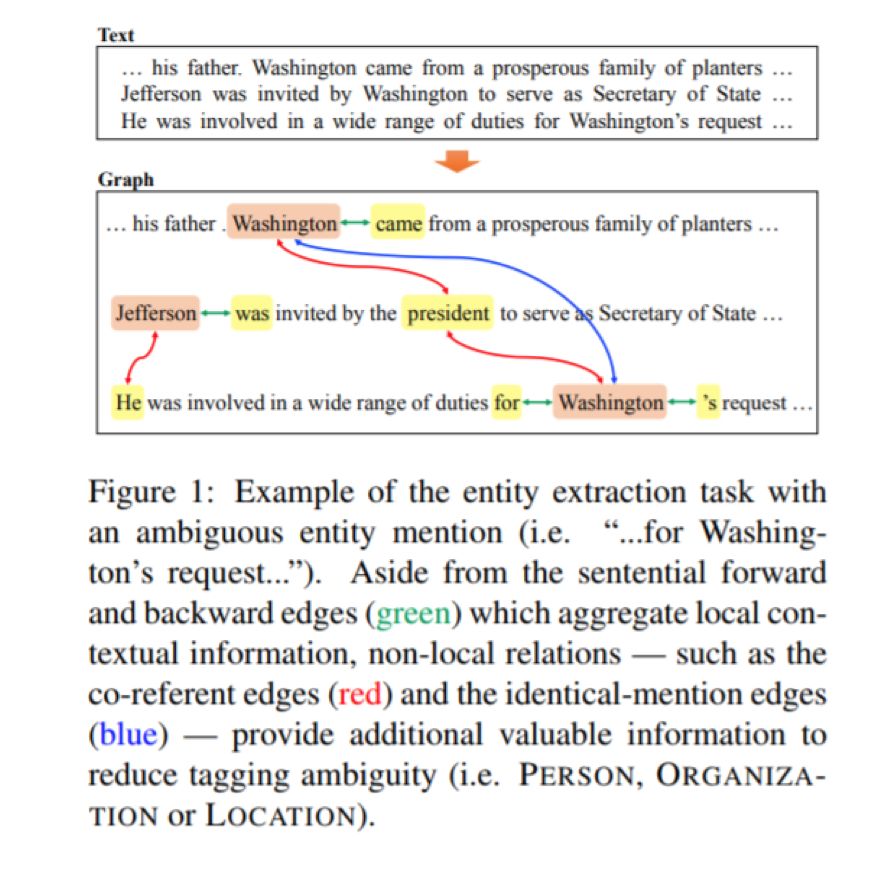 Text
... his father. Washington came from a prosperous family of planters ...
Jefferson was invited by Washington to serve as Secretary of State ...
He was involved in a wide range of duties for Washington's request ...
Graph
... his father . Washington came from a prosperous family of planters ...
Jefferson was invited by the president to serve as Secretary of State ...
He was involved in a wide range of duties for Washington 's request ...
Figure 1: Example of the entity extraction task with
an ambiguous entity mention (i.e. “...for Washing-
ton’s request...”). Aside from the sentential forward
and backward edges (green) which aggregate local con-
textual information, non-local relations — such as the
co-referent edges (red) and the identical-mention edges
(blue) — provide additional valuable information to
reduce tagging ambiguity (i.e. PERSON, ORGANIZA-
TION or LOCATION).